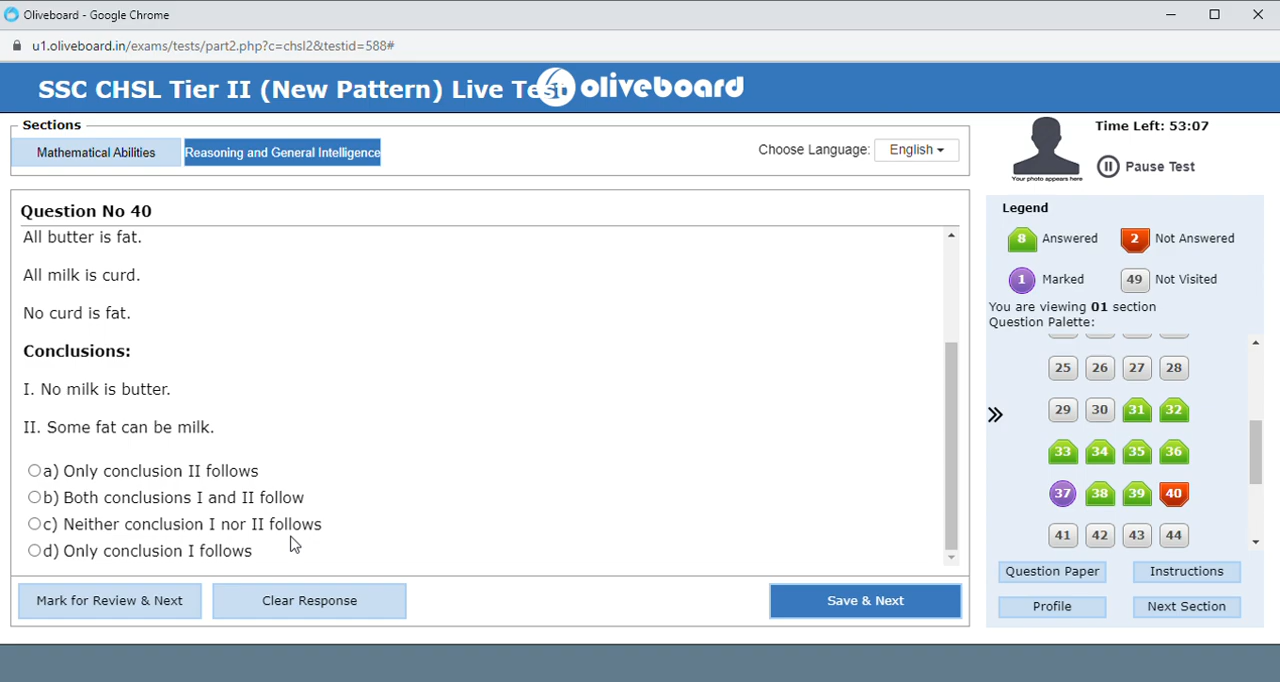 Oliveboard - Google Chrome
u1.oliveboard.in/exams/tests/part2.php?c=chsl2&testid=588#
SSC CHSL Tier II (New Pattern) Live Test
oliveboard
Sections
Mathematical Abilities
Reasoning and General Intelligence
Choose Language:
English
Your photo appears here
Time Left: 53:07
Pause Test
Question No 40
All butter is fat.
All milk is curd.
No curd is fat.
Conclusions:
I. No milk is butter.
II. Some fat can be milk.
a) Only conclusion II follows
b) Both conclusions I and II follow
c) Neither conclusion I nor II follows
d) Only conclusion I follows
Mark for Review & Next
Clear Response
Save & Next
Legend
8 Answered
2 Not Answered
1 Marked
49 Not Visited
You are viewing 01 section
Question Palette:
25 26 27 28
29 30 31 32
33 34 35 36
37 38 39 40
41 42 43 44
Question Paper
Instructions
Profile
Next Section